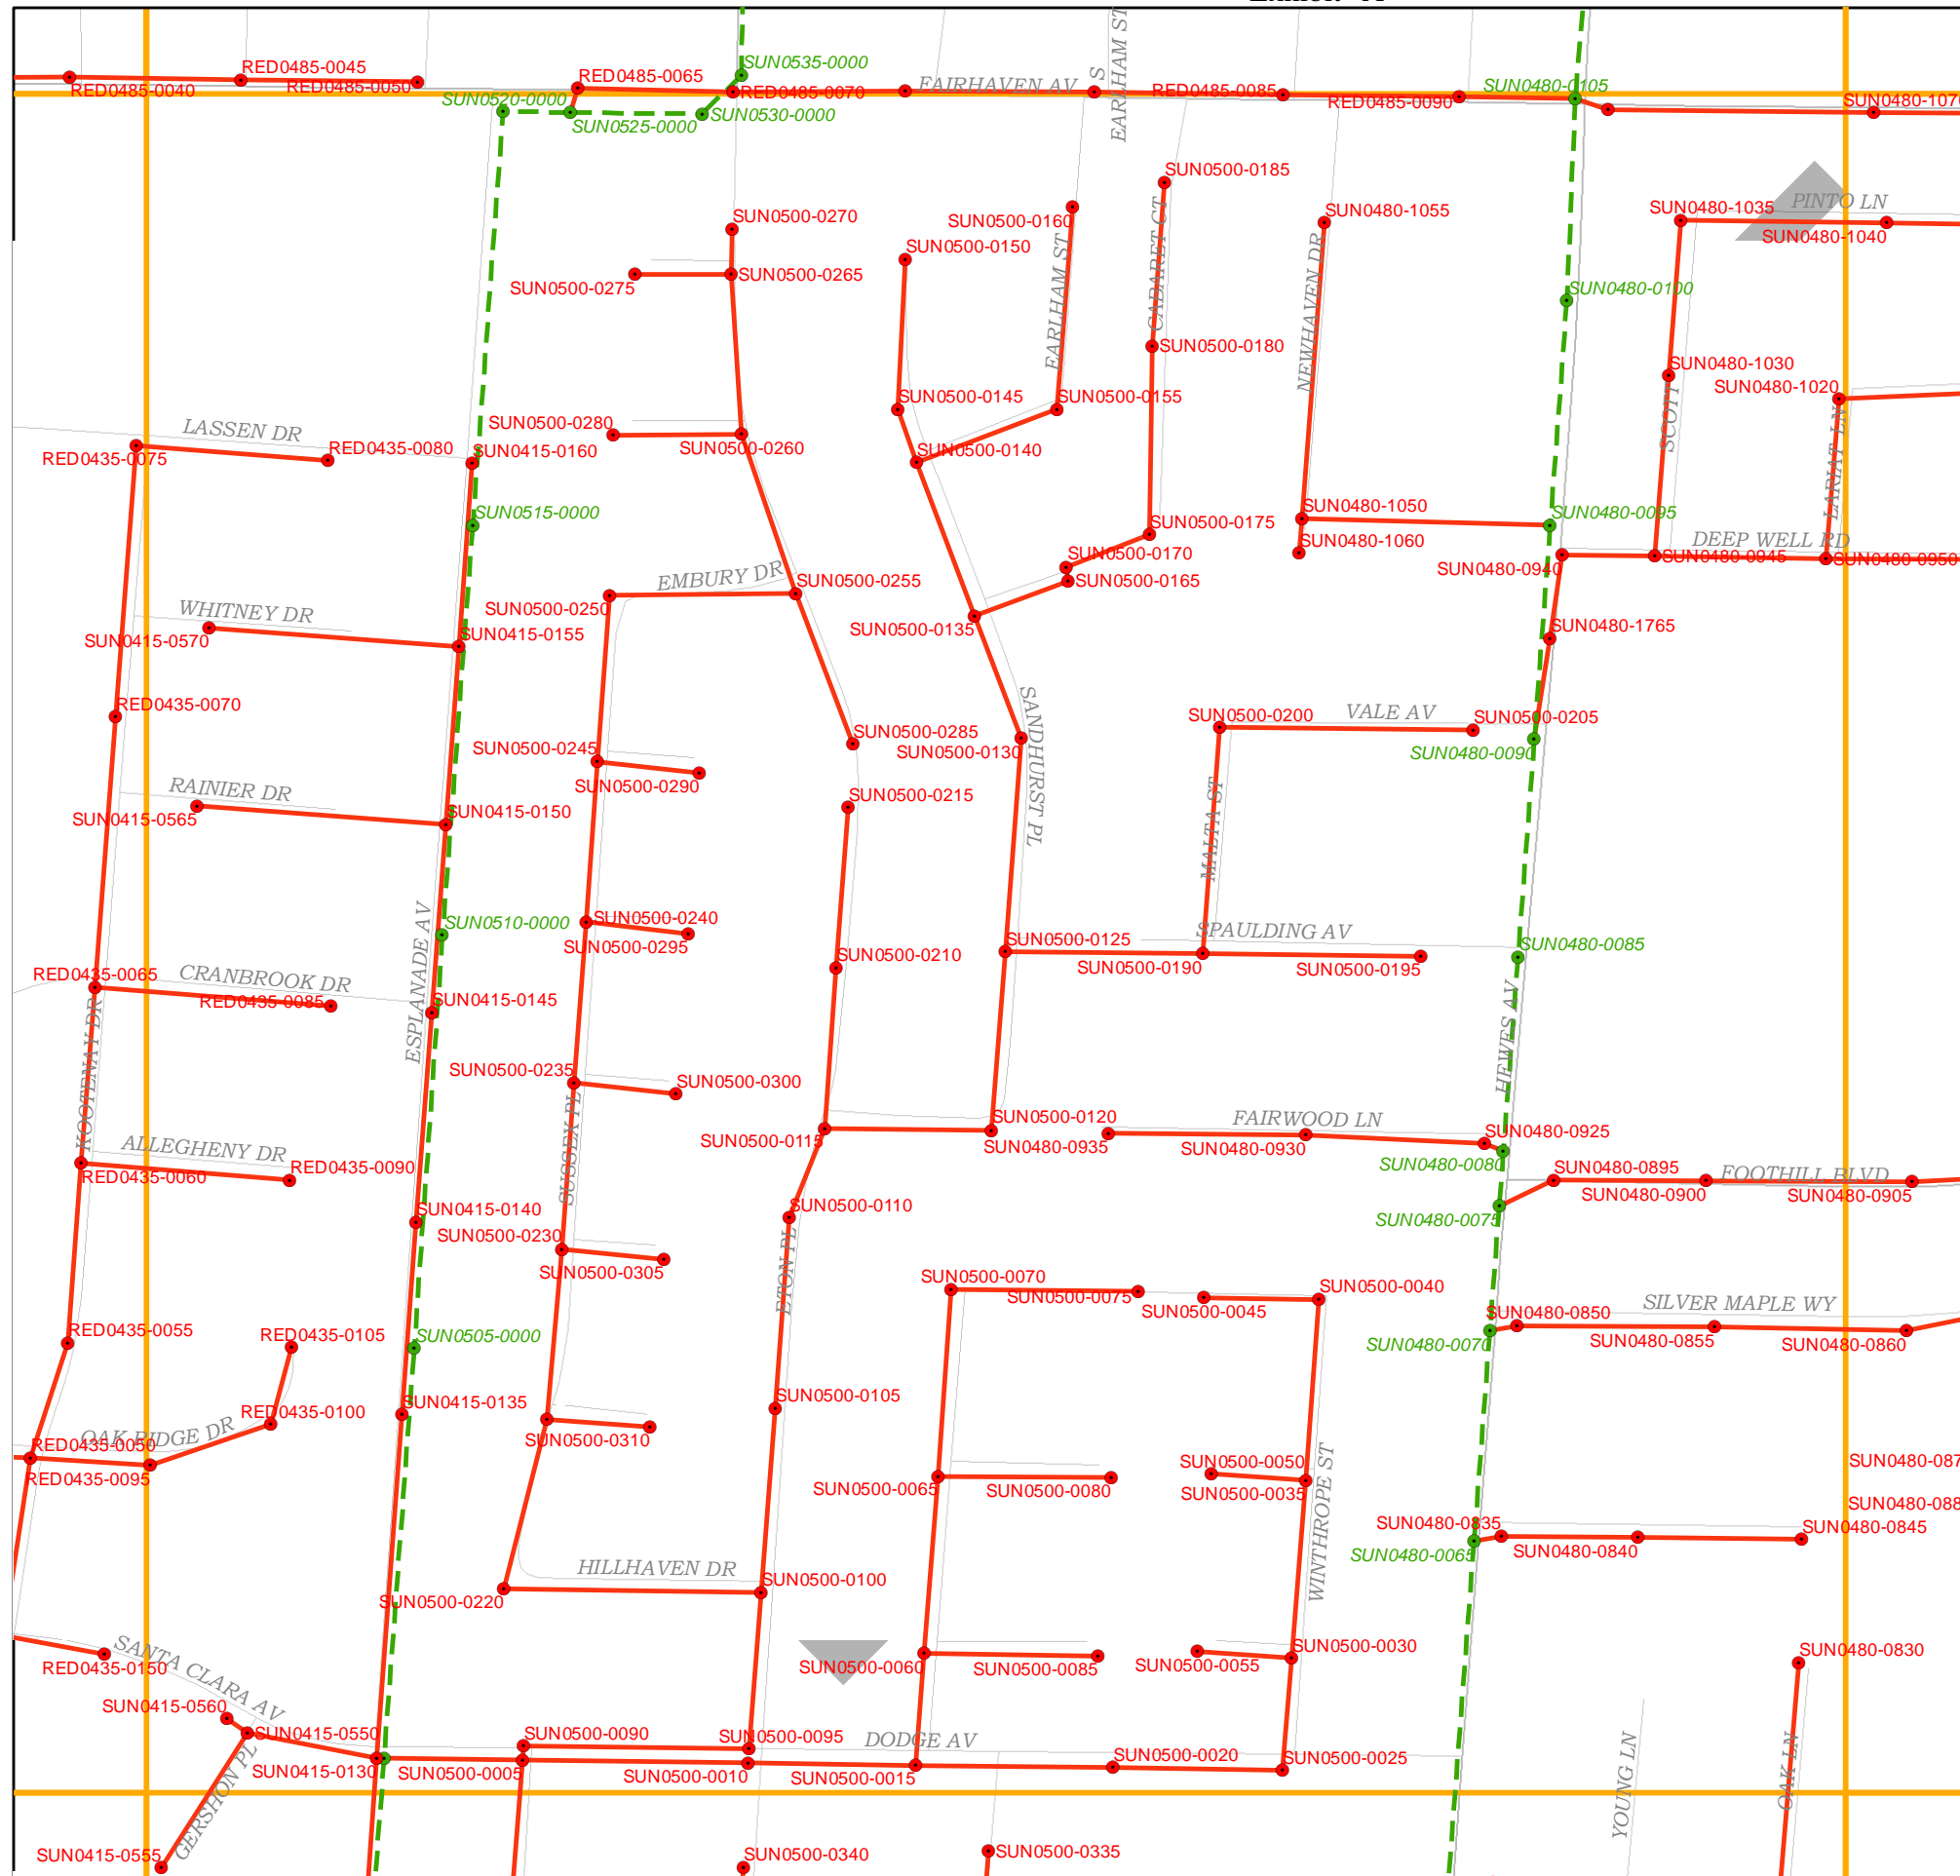 EARLHAM ST
S
SUN0535-0000
RED0485-0045
RED0485-0065
RED0485-0040
RED0485-0050
RED0485-0070
FAIRHAVEN AV
RED0485-0085
RED0485-0090
SUN0480-0105
SUN0520-0000
SUN0525-0000
SUN0530-0000
SUN0500-0185
SUN0500-0270
SUN0500-0160
SUN0480-1055
SUN0480-1035
PINTO LN
SUN0480-1040
SUN0500-0150
SUN0500-0265
SUN0500-0275
EARLHAM ST
CADARET CT
NEWHAVEN DR
SUN0480-0100
SUN0500-0180
SUN0480-1030
SUN0480-1020
SCOTT
LARIAT LN
SUN0500-0145
SUN0500-0155
SUN0500-0280
SUN0500-0260
SUN0500-0140
LASSEN DR
RED0435-0075
RED0435-0080
SUN0415-0160
SUN0515-0000
SUN0480-1050
SUN0480-0095
SUN0500-0175
SUN0480-1060
DEEP WELL RD
SUN0500-0170
SUN0480-0940
SUN0480-0945
SUN0480-0950
EMBURY DR
SUN0500-0255
SUN0500-0165
SUN0500-0250
WHITNEY DR
SUN0415-0570
SUN0415-0155
SUN0500-0135
SUN0480-1765
RED0435-0070
SANDHURST PL
SUN0500-0200
VALE AV
SUN0500-0205
SUN0500-0285
SUN0500-0245
SUN0500-0130
SUN0480-0090
SUN0500-0290
RAINIER DR
SUN0415-0565
SUN0415-0150
SUN0500-0215
MALTA ST
SUN0510-0000
SUN0500-0240
SUN0500-0295
SUN0500-0125
SPAULDING AV
SUN0480-0085
SUN0500-0210
SUN0500-0190
SUN0500-0195
RED0435-0065
CRANBROOK DR
RED0435-0085
SUN0415-0145
ESPLANADE AV
KOOTENAY DR
HEWES AV
SUN0500-0235
SUN0500-0300
SUSSEX PL
SUN0500-0115
SUN0500-0120
SUN0480-0935
FAIRWOOD LN
SUN0480-0930
SUN0480-0925
SUN0480-0080
ALLEGHENY DR
RED0435-0060
RED0435-0090
SUN0480-0895
FOOTHILL BLVD
SUN0480-0900
SUN0480-0905
SUN0480-0075
SUN0415-0140
SUN0500-0230
SUN0500-0110
SUN0500-0305
ETON PL
SUN0500-0070
SUN0500-0075
SUN0500-0045
SUN0500-0040
SILVER MAPLE WY
SUN0480-0850
SUN0480-0855
SUN0480-0860
SUN0480-0070
RED0435-0055
RED0435-0105
SUN0505-0000
SUN0415-0135
SUN0500-0105
OAK RIDGE DR
RED0435-0100
RED0435-0050
RED0435-0095
SUN0500-0310
SUN0500-0065
SUN0500-0080
SUN0500-0050
SUN0500-0035
WINTHROPE ST
SUN0480-087
SUN0480-088
SUN0480-0835
SUN0480-0840
SUN0480-0845
SUN0480-0065
HILLHAVEN DR
SUN0500-0100
SUN0500-0220
SANTA CLARA AV
RED0435-0150
SUN0500-0060
SUN0500-0085
SUN0500-0055
SUN0500-0030
SUN0480-0830
SUN0415-0560
SUN0415-0550
SUN0415-0130
GERSHON PL
SUN0415-0555
SUN0500-0090
SUN0500-0095
DODGE AV
SUN0500-0005
SUN0500-0010
SUN0500-0015
SUN0500-0020
SUN0500-0025
YOUNG LN
OAK LN
SUN0500-0340
SUN0500-0335